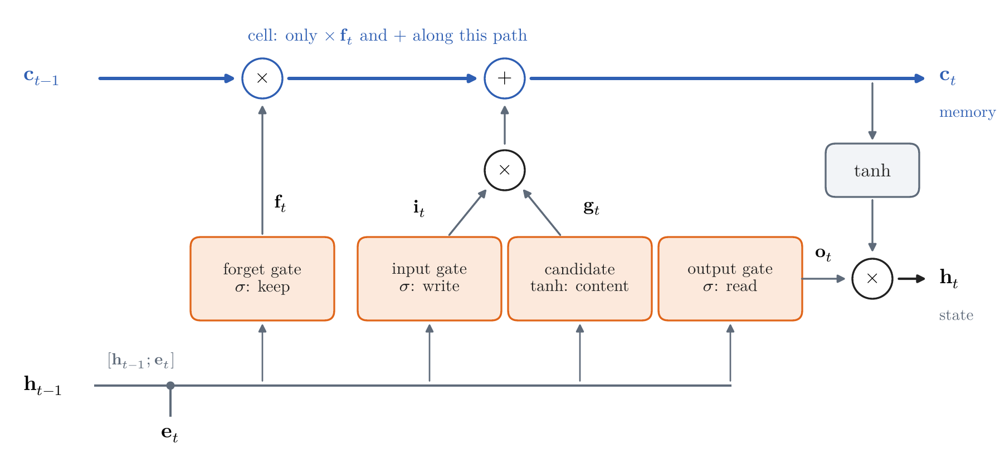 cell: only × f_t and + along this path
c_{t−1}
×
+
c_t
memory
×
tanh
f_t
i_t
g_t
o_t
forget gate
σ: keep
input gate
σ: write
candidate
tanh: content
output gate
σ: read
×
h_t
state
[h_{t−1}; e_t]
h_{t−1}
e_t